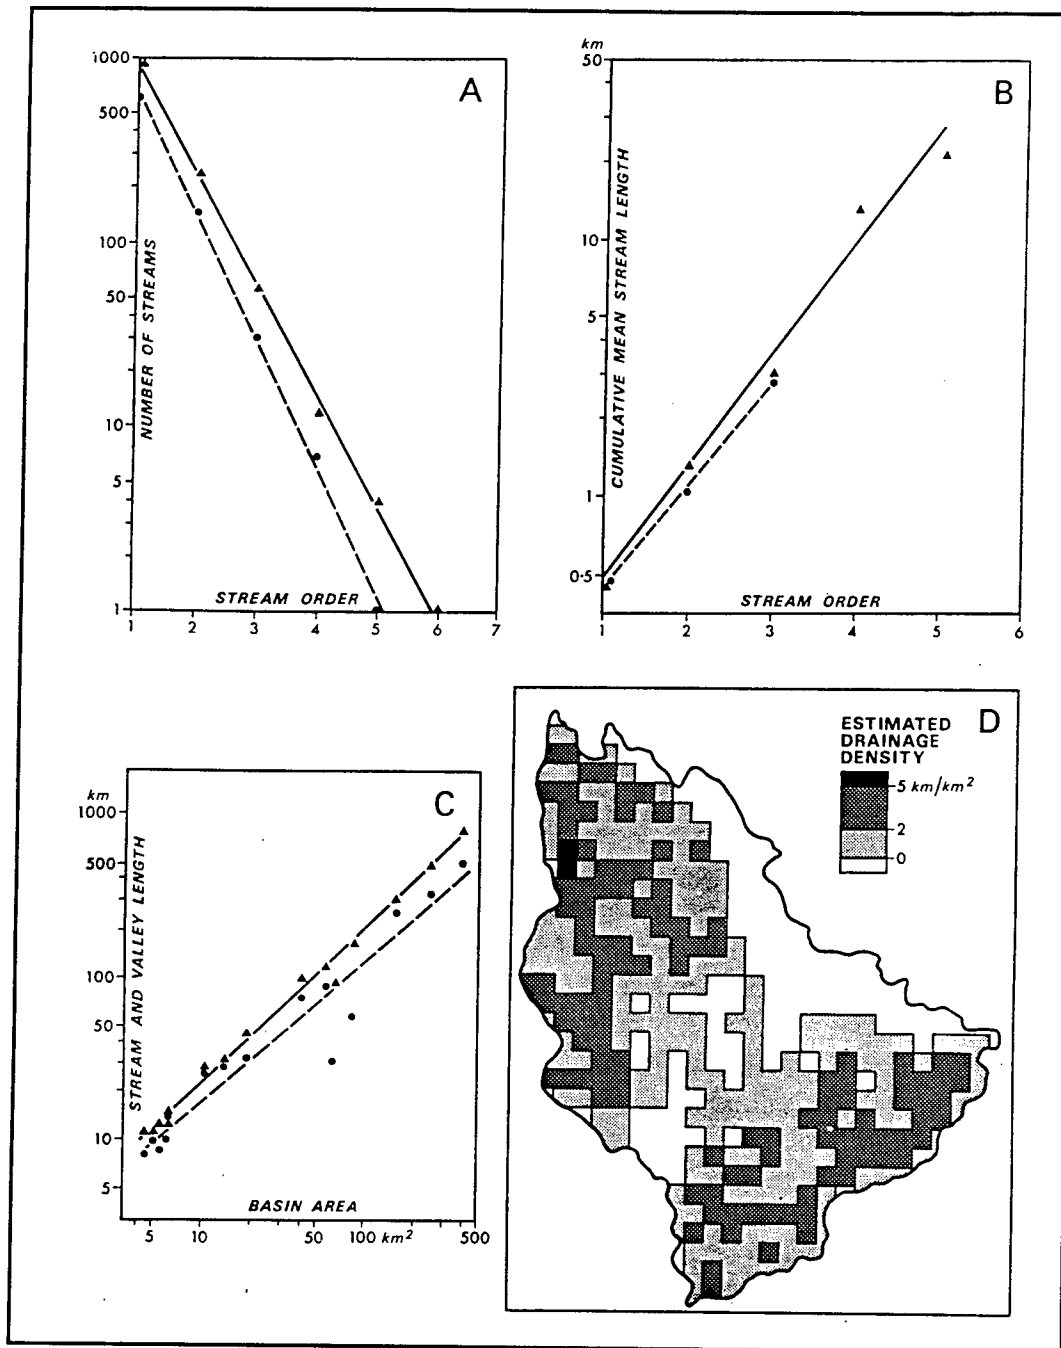 A
1000
500
100
50
10
5
1
NUMBER OF STREAMS
STREAM ORDER
1 2 3 4 5 6 7
B
km
50
10
5
1
0·5
CUMULATIVE MEAN STREAM LENGTH
STREAM ORDER
1 2 3 4 5 6
C
km
1000
500
100
50
10
5
STREAM AND VALLEY LENGTH
BASIN AREA
5 10 50 100 km² 500
D
ESTIMATED
DRAINAGE
DENSITY
5 km/km²
2
0